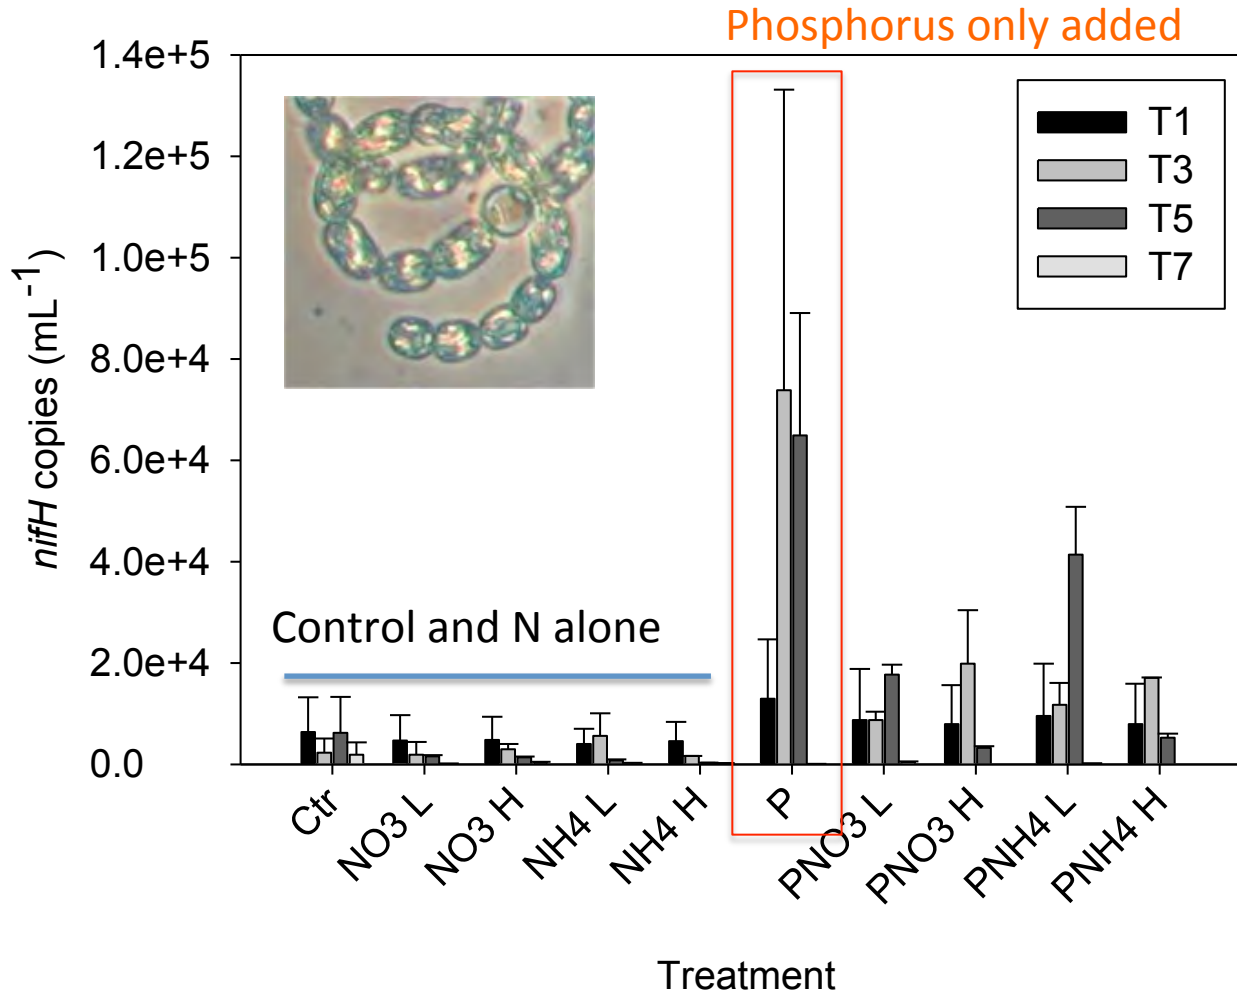 Phosphorus only added
1.4e+5
1.2e+5
1.0e+5
8.0e+4
6.0e+4
4.0e+4
2.0e+4
0.0
nifH copies (mL⁻¹)
T1
T3
T5
T7
Control and N alone
Ctr
NO3 L
NO3 H
NH4 L
NH4 H
P
PNO3 L
PNO3 H
PNH4 L
PNH4 H
Treatment